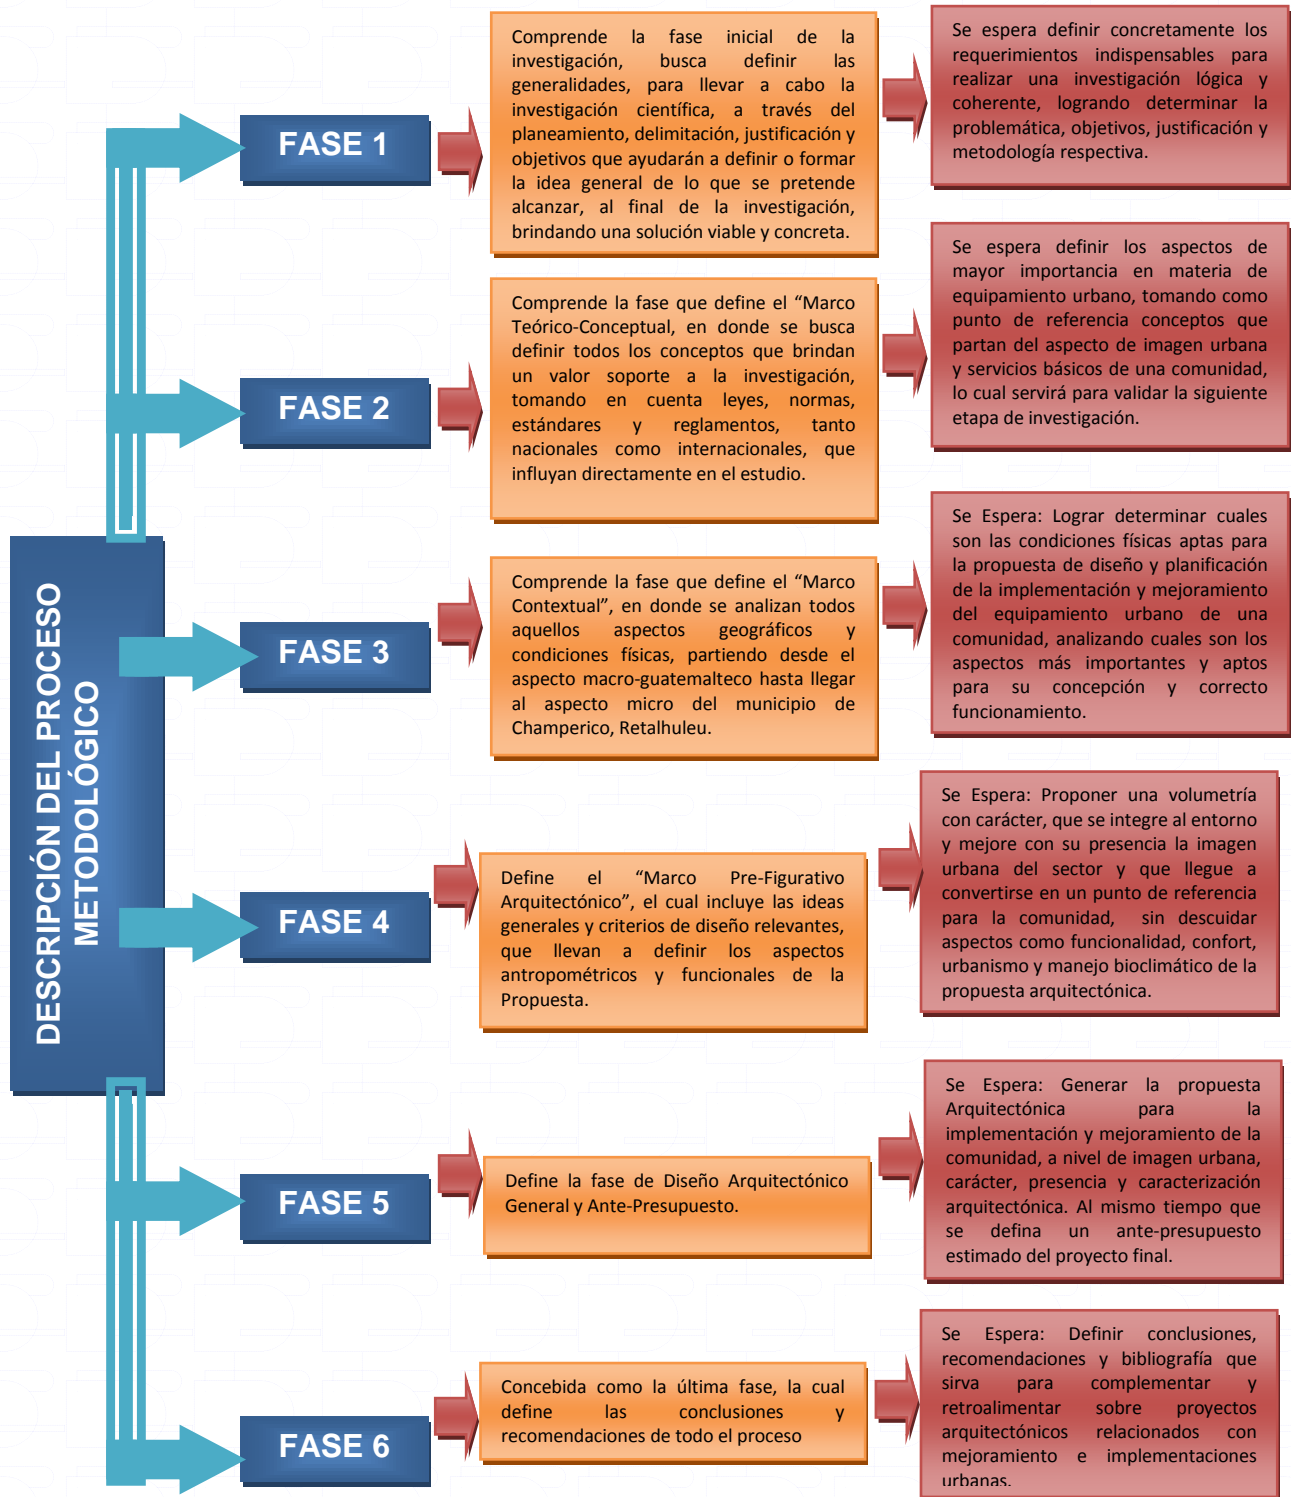 DESCRIPCIÓN DEL PROCESO
METODOLÓGICO
FASE 1
Comprende la fase inicial de la
investigación, busca definir las
generalidades, para llevar a cabo la
investigación científica, a través del
planeamiento, delimitación, justificación y
objetivos que ayudarán a definir o formar
la idea general de lo que se pretende
alcanzar, al final de la investigación,
brindando una solución viable y concreta.
Se espera definir concretamente los
requerimientos indispensables para
realizar una investigación lógica y
coherente, logrando determinar la
problemática, objetivos, justificación y
metodología respectiva.
FASE 2
Comprende la fase que define el “Marco
Teórico-Conceptual, en donde se busca
definir todos los conceptos que brindan
un valor soporte a la investigación,
tomando en cuenta leyes, normas,
estándares y reglamentos, tanto
nacionales como internacionales, que
influyan directamente en el estudio.
Se espera definir los aspectos de
mayor importancia en materia de
equipamiento urbano, tomando como
punto de referencia conceptos que
partan del aspecto de imagen urbana
y servicios básicos de una comunidad,
lo cual servirá para validar la siguiente
etapa de investigación.
FASE 3
Comprende la fase que define el “Marco
Contextual”, en donde se analizan todos
aquellos aspectos geográficos y
condiciones físicas, partiendo desde el
aspecto macro-guatemalteco hasta llegar
al aspecto micro del municipio de
Champerico, Retalhuleu.
Se Espera: Lograr determinar cuales
son las condiciones físicas aptas para
la propuesta de diseño y planificación
de la implementación y mejoramiento
del equipamiento urbano de una
comunidad, analizando cuales son los
aspectos más importantes y aptos
para su concepción y correcto
funcionamiento.
FASE 4
Define el “Marco Pre-Figurativo
Arquitectónico”, el cual incluye las ideas
generales y criterios de diseño relevantes,
que llevan a definir los aspectos
antropométricos y funcionales de la
Propuesta.
Se Espera: Proponer una volumetría
con carácter, que se integre al entorno
y mejore con su presencia la imagen
urbana del sector y que llegue a
convertirse en un punto de referencia
para la comunidad, sin descuidar
aspectos como funcionalidad, confort,
urbanismo y manejo bioclimático de la
propuesta arquitectónica.
FASE 5
Define la fase de Diseño Arquitectónico
General y Ante-Presupuesto.
Se Espera: Generar la propuesta
Arquitectónica para la
implementación y mejoramiento de la
comunidad, a nivel de imagen urbana,
carácter, presencia y caracterización
arquitectónica. Al mismo tiempo que
se defina un ante-presupuesto
estimado del proyecto final.
FASE 6
Concebida como la última fase, la cual
define las conclusiones y
recomendaciones de todo el proceso
Se Espera: Definir conclusiones,
recomendaciones y bibliografía que
sirva para complementar y
retroalimentar sobre proyectos
arquitectónicos relacionados con
mejoramiento e implementaciones
urbanas.